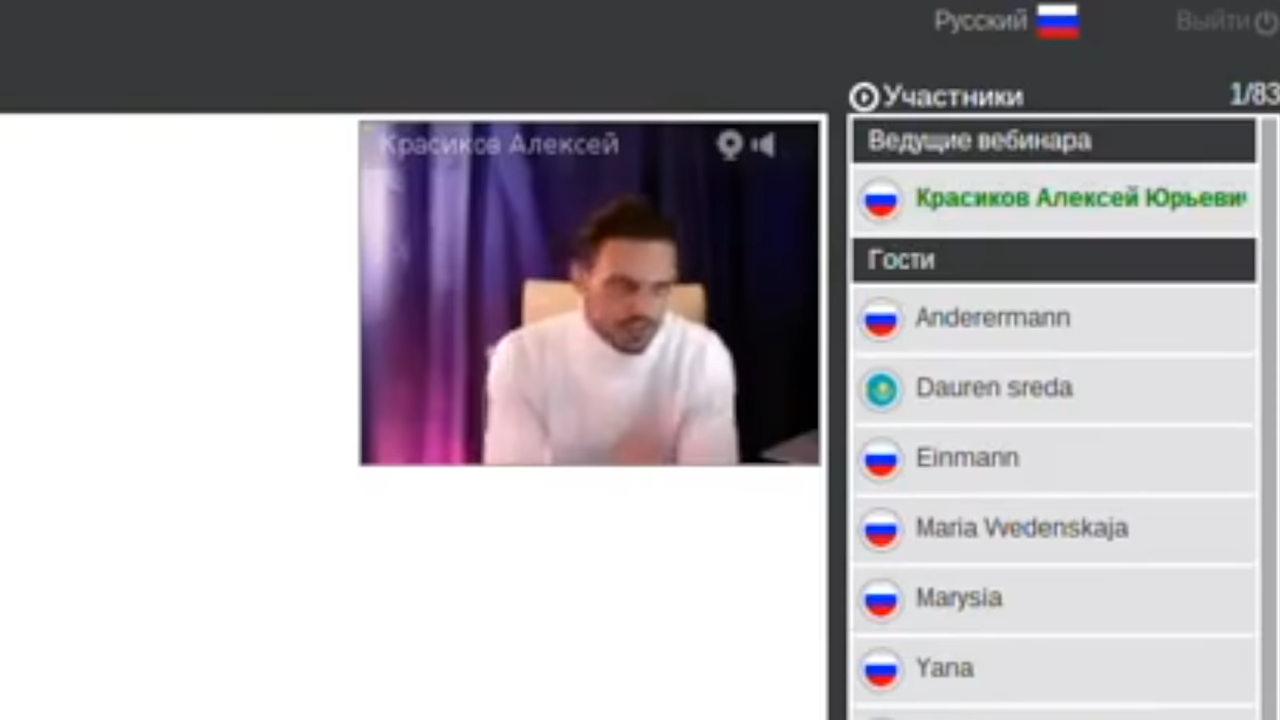 Русский
Выйти
Участники
1/83
Ведущие вебинара
Красиков Алексей
Красиков Алексей Юрьеви
Гости
Anderermann
Dauren sreda
Einmann
Maria Vvedenskaja
Marysia
Yana